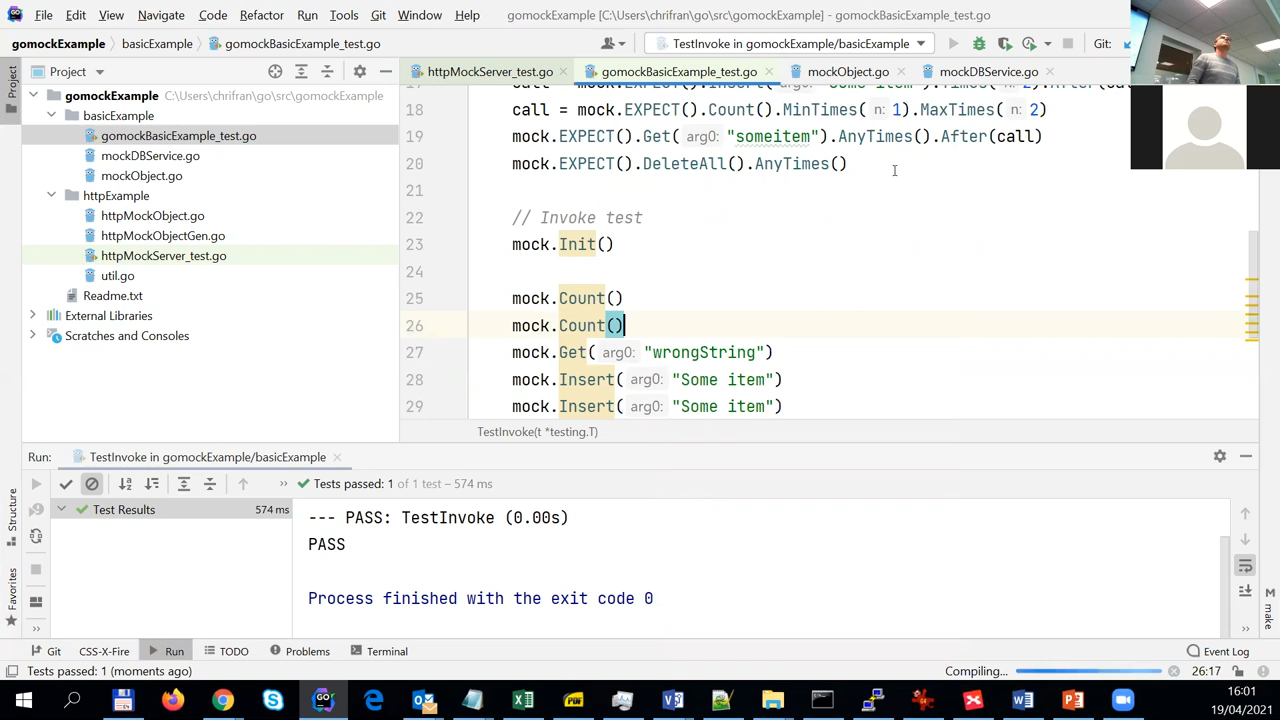 File Edit View Navigate Code Refactor Run Tools Git Window Help gomockExample [C:\Users\chrifran\go\src\gomockExample] - gomockBasicExample_test.go
gomockExample basicExample gomockBasicExample_test.go TestInvoke in gomockExample/basicExample Git:
Project
Project
httpMockServer_test.go gomockBasicExample_test.go mockObject.go mockDBService.go
gomockExample C:\Users\chrifran\go\src\gomockExample
basicExample
gomockBasicExample_test.go
mockDBService.go
mockObject.go
httpExample
httpMockObject.go
httpMockObjectGen.go
httpMockServer_test.go
util.go
Readme.txt
External Libraries
Scratches and Consoles
18 call = mock.EXPECT().Count().MinTimes( n: 1).MaxTimes( n: 2)
19 mock.EXPECT().Get( arg0: "someitem").AnyTimes().After(call)
20 mock.EXPECT().DeleteAll().AnyTimes()
21
22 // Invoke test
23 mock.Init()
24
25 mock.Count()
26 mock.Count()
27 mock.Get( arg0: "wrongString")
28 mock.Insert( arg0: "Some item")
29 mock.Insert( arg0: "Some item")
TestInvoke(t *testing.T)
Run: TestInvoke in gomockExample/basicExample
Tests passed: 1 of 1 test – 574 ms
Test Results 574 ms
--- PASS: TestInvoke (0.00s)
PASS
Process finished with the exit code 0
Structure
Favorites
make
Git CSS-X-Fire Run TODO Problems Terminal Event Log
Tests passed: 1 (moments ago) Compiling... 26:17
16:01
19/04/2021